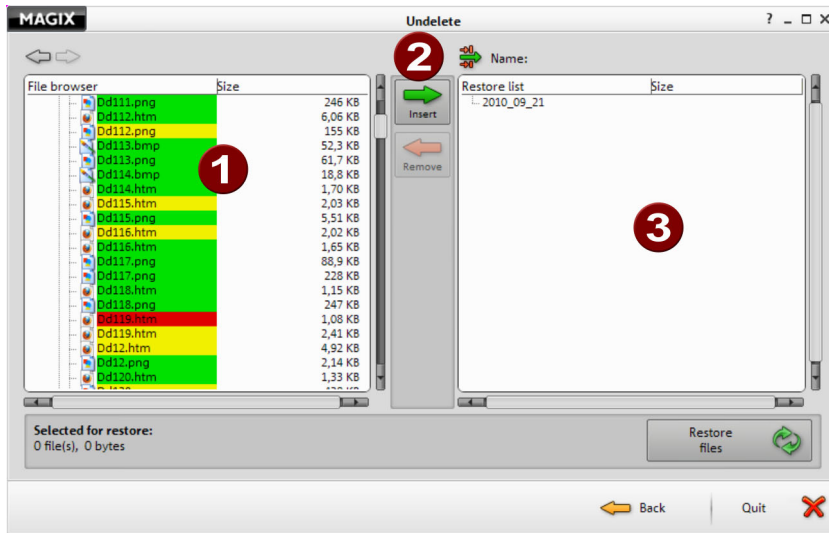 MAGIX
Undelete
2
Name:
File browser Size
Dd111.png 246 KB
Dd112.htm 6,06 KB
Dd112.png 155 KB
Dd113.bmp 52,3 KB
Dd113.png 61,7 KB
Dd114.bmp 18,8 KB
Dd114.htm 1,70 KB
Dd115.htm 2,03 KB
Dd115.png 5,51 KB
Dd116.htm 2,02 KB
Dd116.htm 1,65 KB
Dd117.png 88,9 KB
Dd117.png 228 KB
Dd118.htm 1,15 KB
Dd118.png 247 KB
Dd119.htm 1,08 KB
Dd119.htm 2,41 KB
Dd12.htm 4,92 KB
Dd12.png 2,14 KB
Dd120.htm 1,33 KB
1
Insert
Remove
Restore list Size
2010_09_21
3
Selected for restore:
0 file(s), 0 bytes
Restore
files
Back
Quit